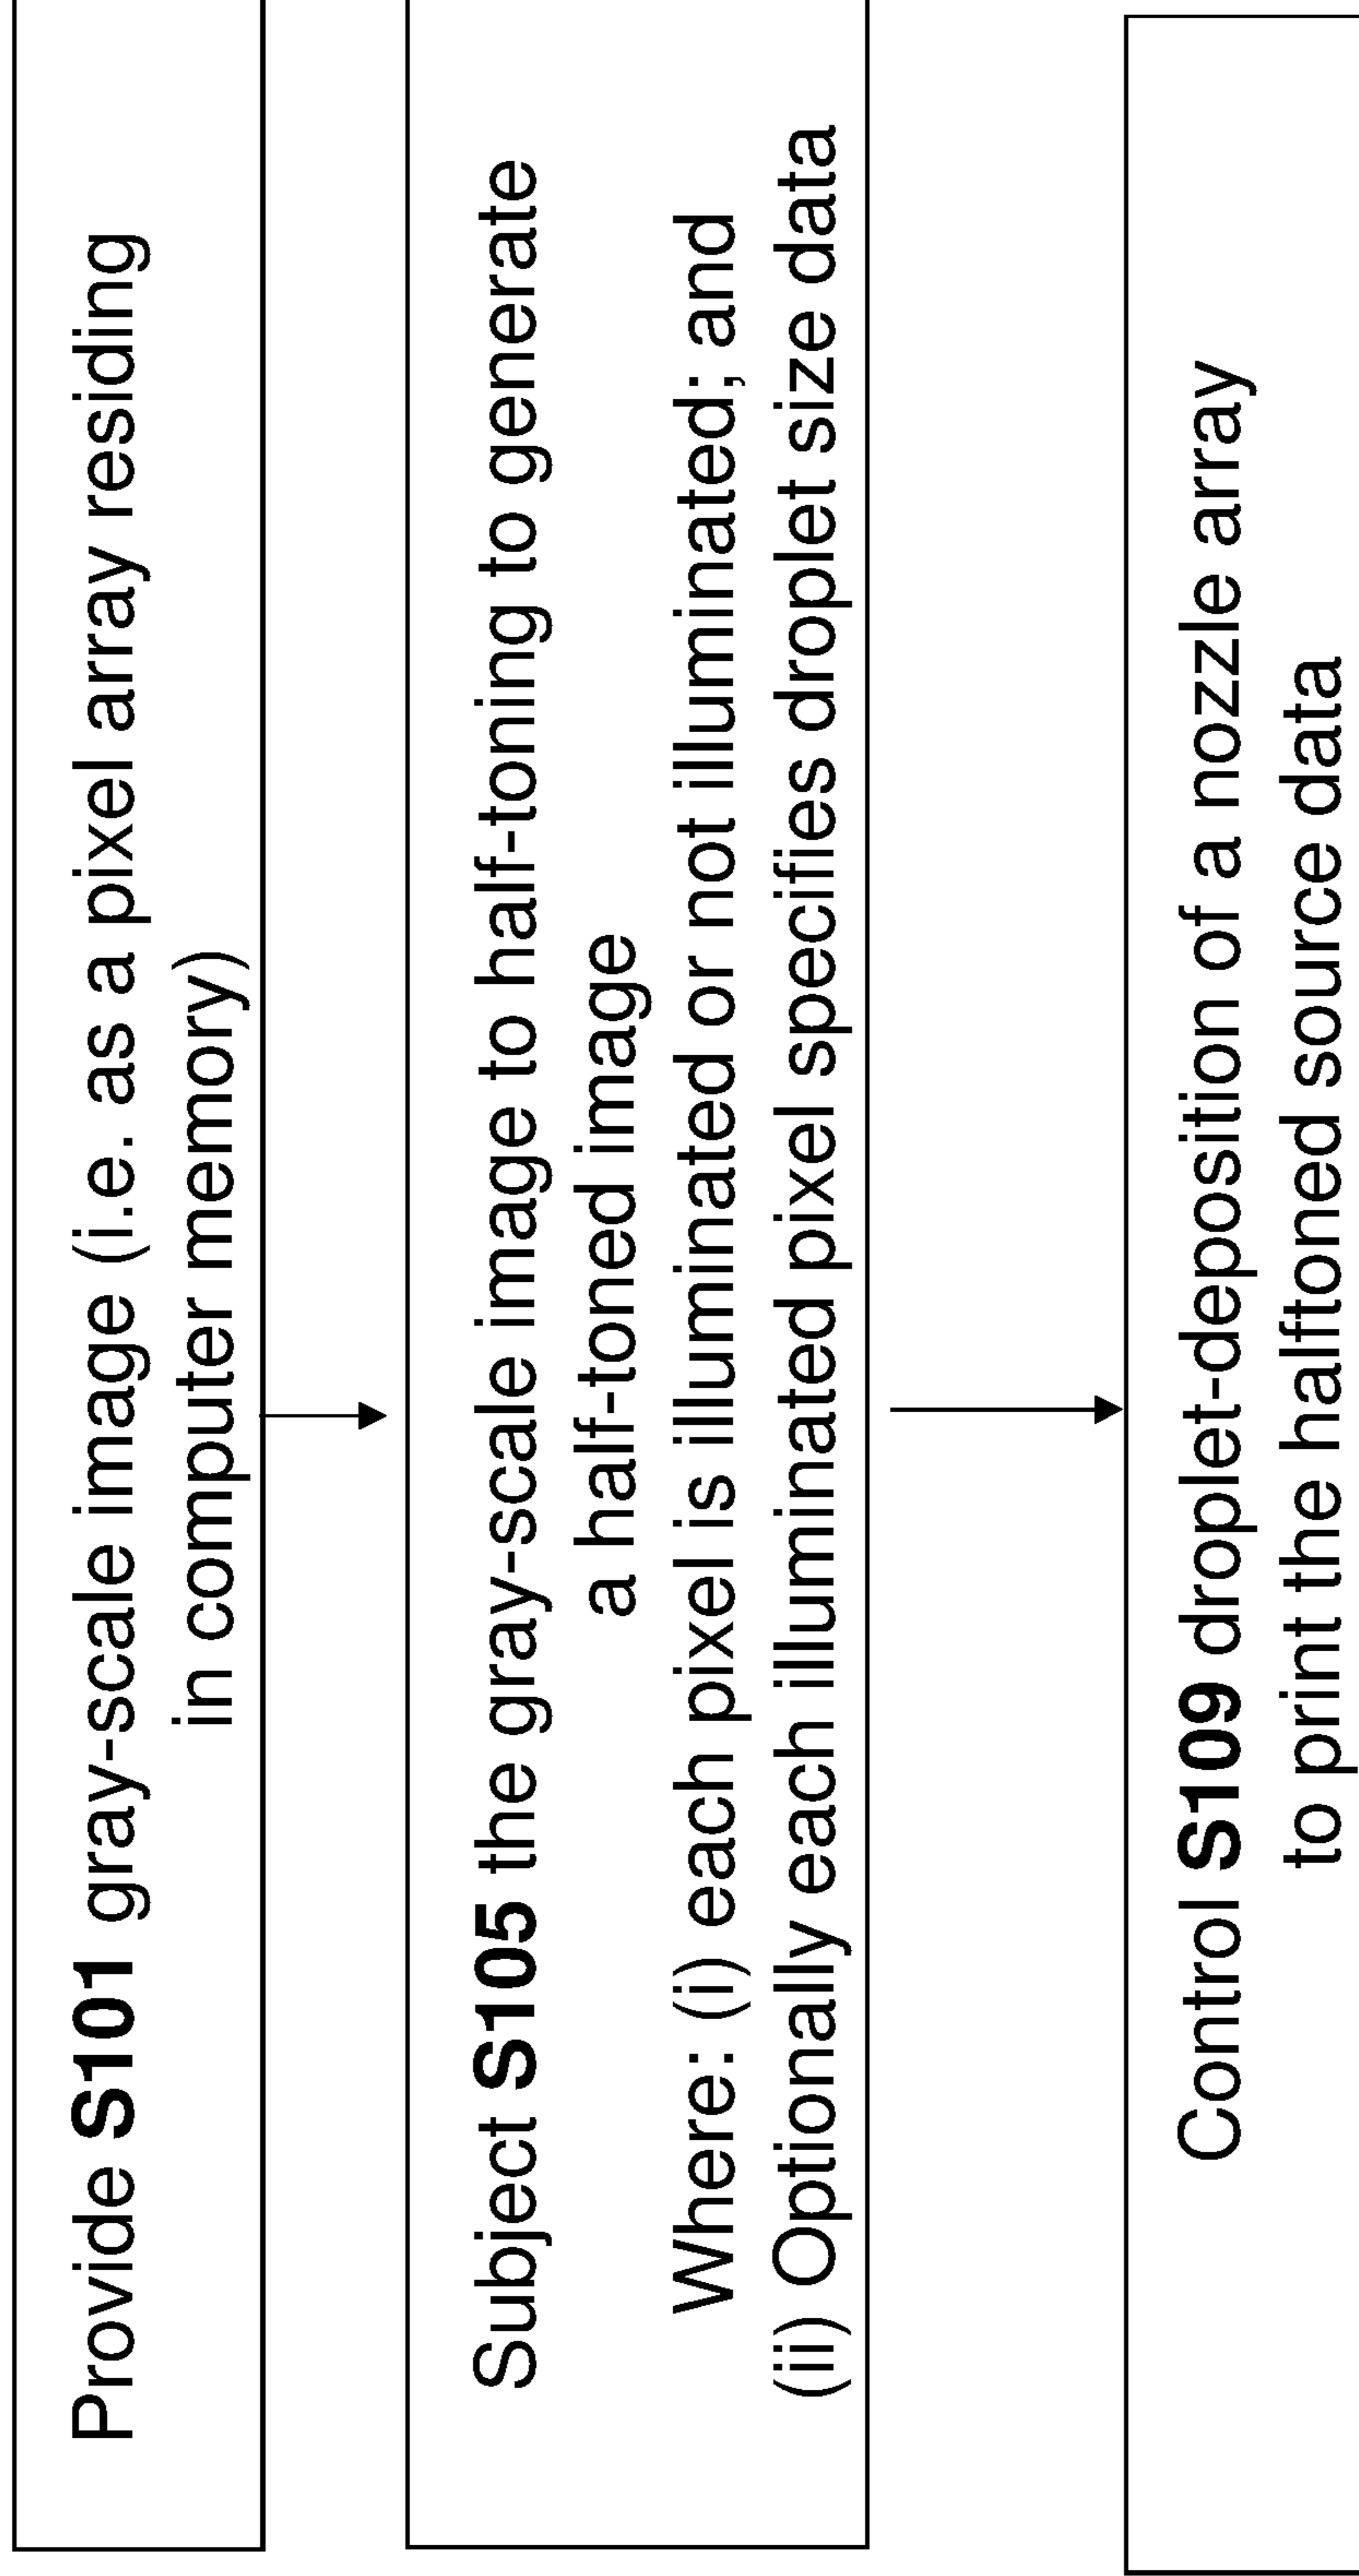 Provide S101 gray-scale image (i.e. as a pixel array residing
in computer memory)
Subject S105 the gray-scale image to half-toning to generate
a half-toned image
Where: (i) each pixel is illuminated or not illuminated; and
(ii) Optionally each illuminated pixel specifies droplet size data
Control S109 droplet-deposition of a nozzle array
to print the halftoned source data